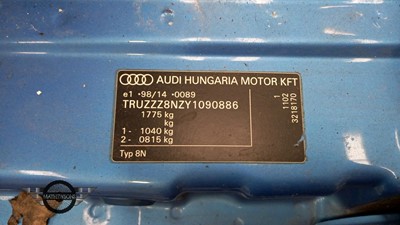 AUDI HUNGARIA MOTOR KFT
e1 *98/14 *0089
TRUZZZ8NZY1090886
1775 kg
kg
1- 1040 kg
2- 0815 kg
Typ 8N
1
1102
3218170